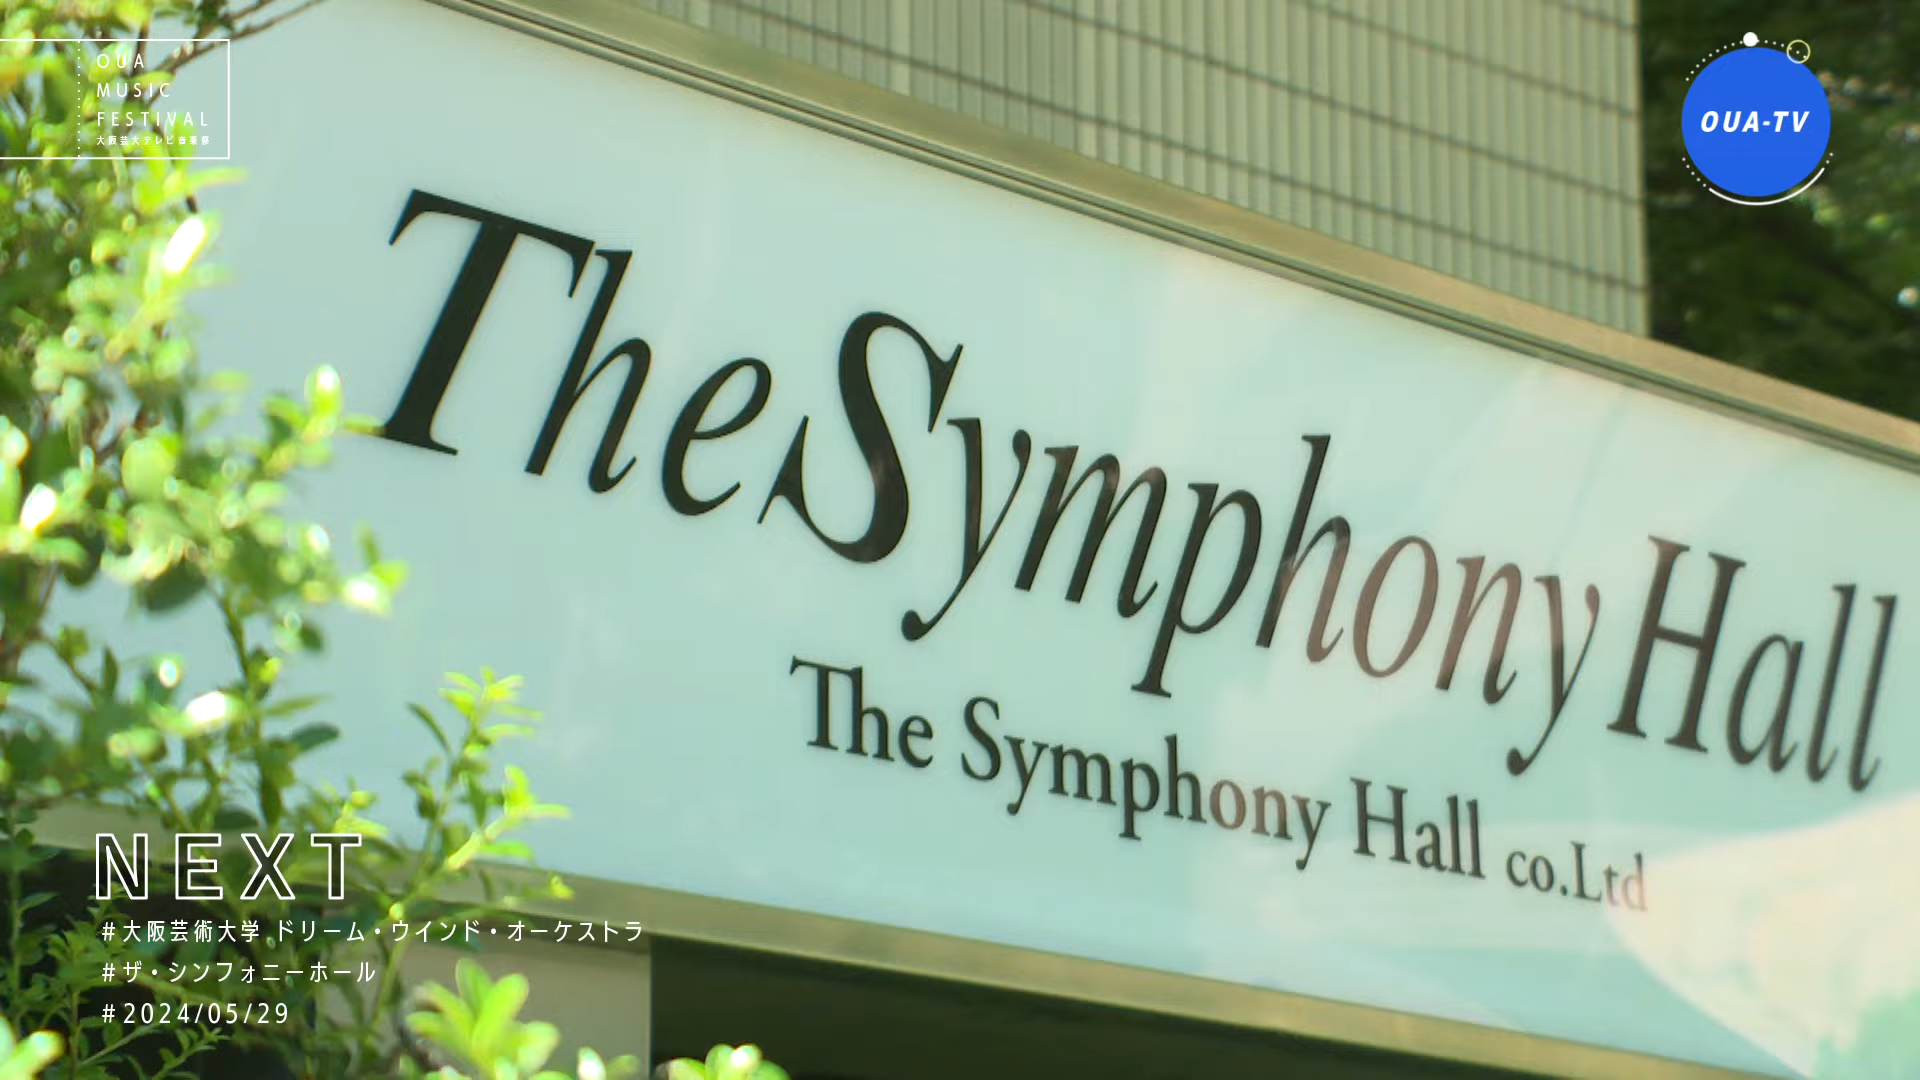 OUA
MUSIC
FESTIVAL
大阪芸大テレビ音楽祭
OUA-TV
The Symphony Hall
The Symphony Hall co.Ltd
NEXT
#大阪芸術大学 ドリーム・ウインド・オーケストラ
#ザ・シンフォニーホール
#2024/05/29